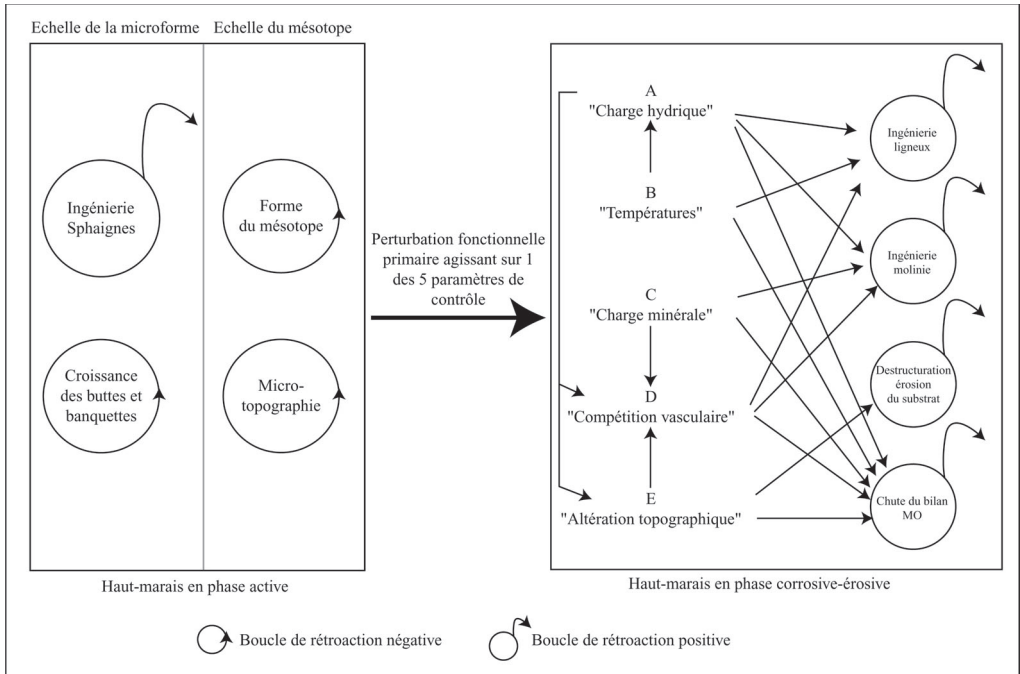 Echelle de la microforme
Echelle du mésotope
Ingénierie
Sphaignes
Forme
du mésotope
Croissance
des buttes et
banquettes
Micro-
topographie
Haut-marais en phase active
Perturbation fonctionnelle
primaire agissant sur 1
des 5 paramètres de
contrôle
A
"Charge hydrique"
B
"Températures"
C
"Charge minérale"
D
"Compétition vasculaire"
E
"Altération topographique"
Ingénierie
ligneux
Ingénierie
molinie
Destructuration
érosion
du substrat
Chute du bilan
MO
Haut-marais en phase corrosive-érosive
Boucle de rétroaction négative
Boucle de rétroaction positive